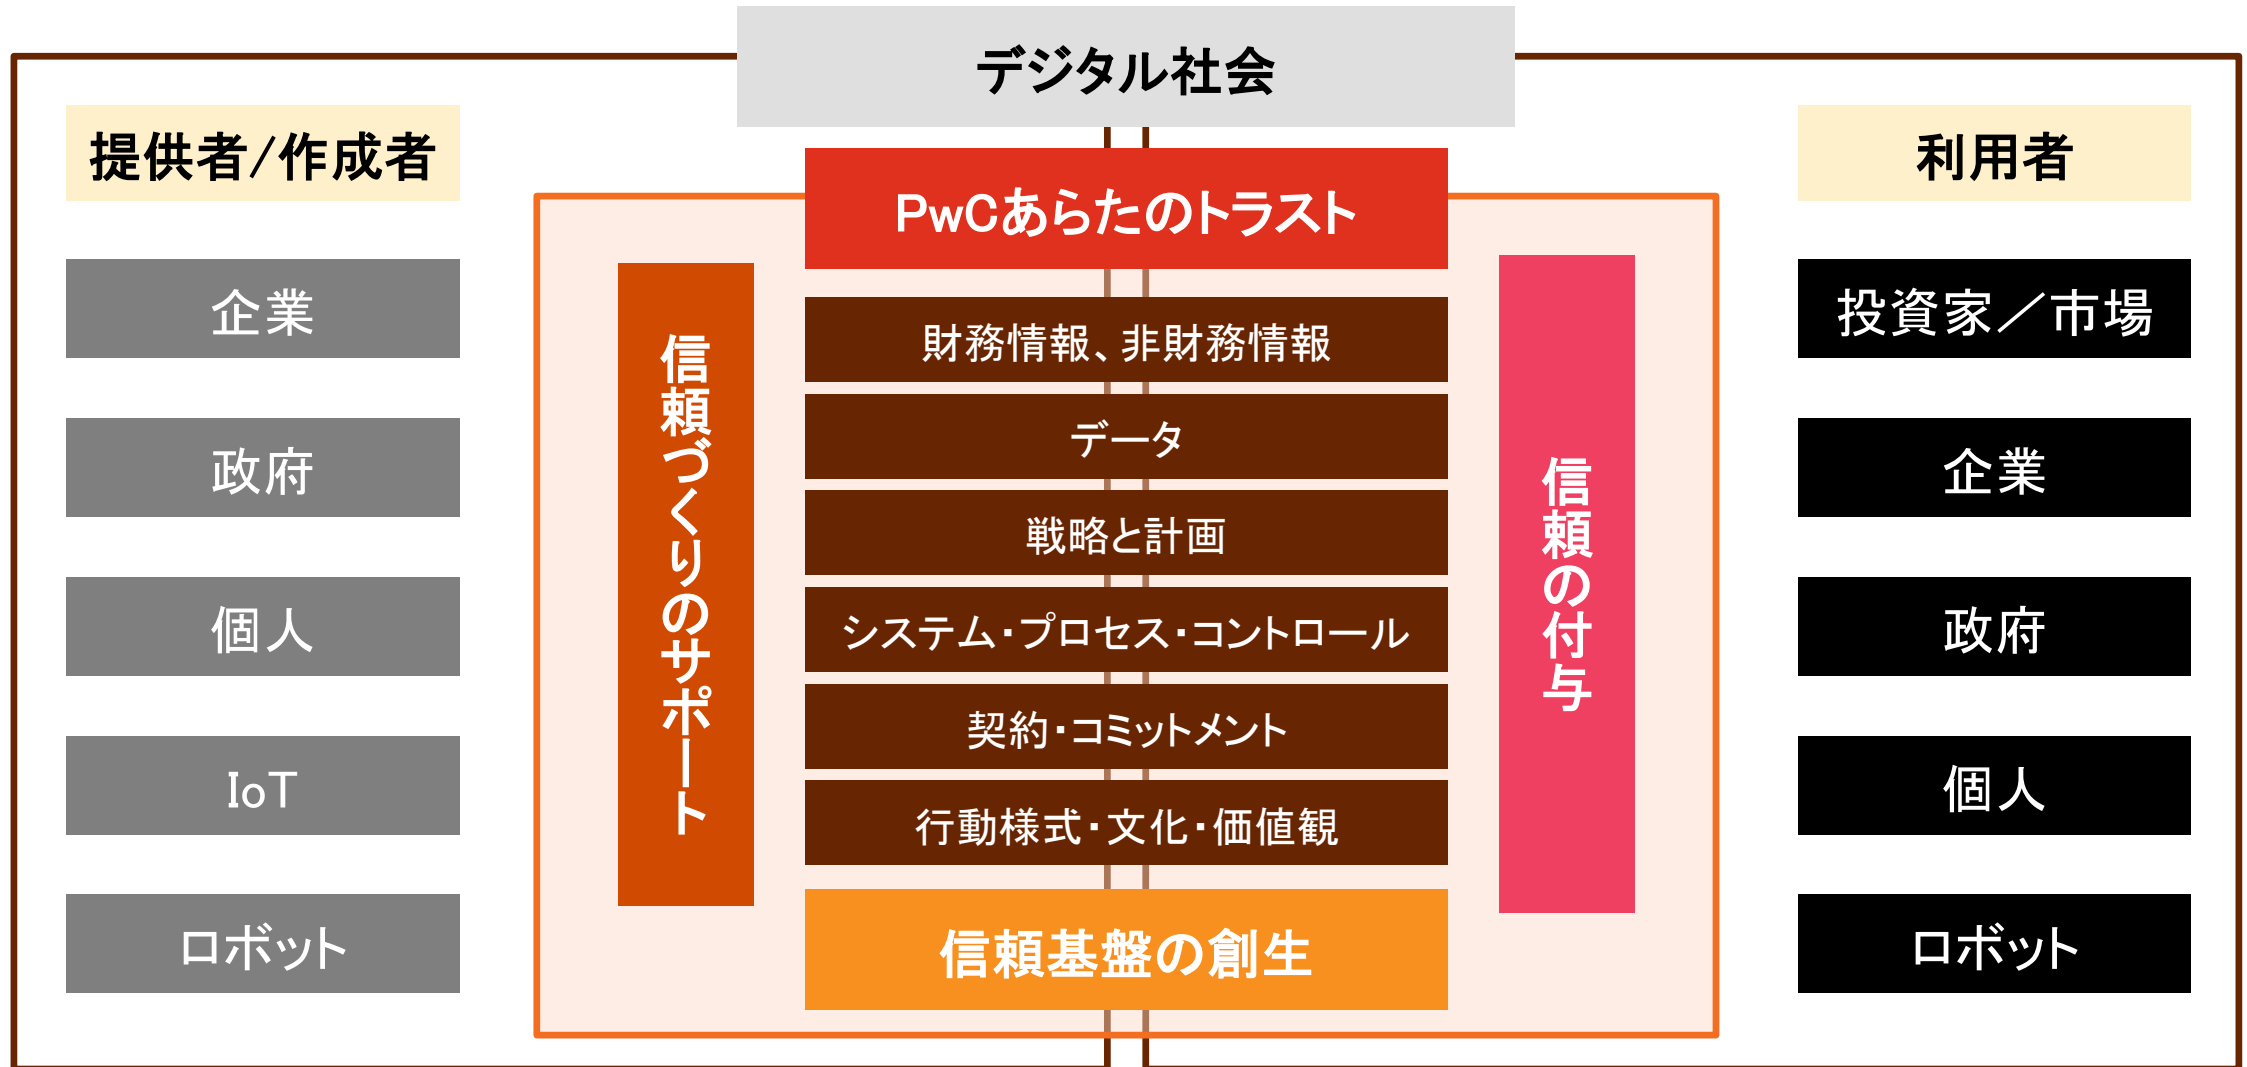 デジタル社会
提供者/作成者
企業
政府
個人
IoT
ロボット
PwCあらたのトラスト
信頼づくりのサポート
財務情報、非財務情報
データ
戦略と計画
システム・プロセス・コントロール
契約・コミットメント
行動様式・文化・価値観
信頼基盤の創生
信頼の付与
利用者
投資家／市場
企業
政府
個人
ロボット